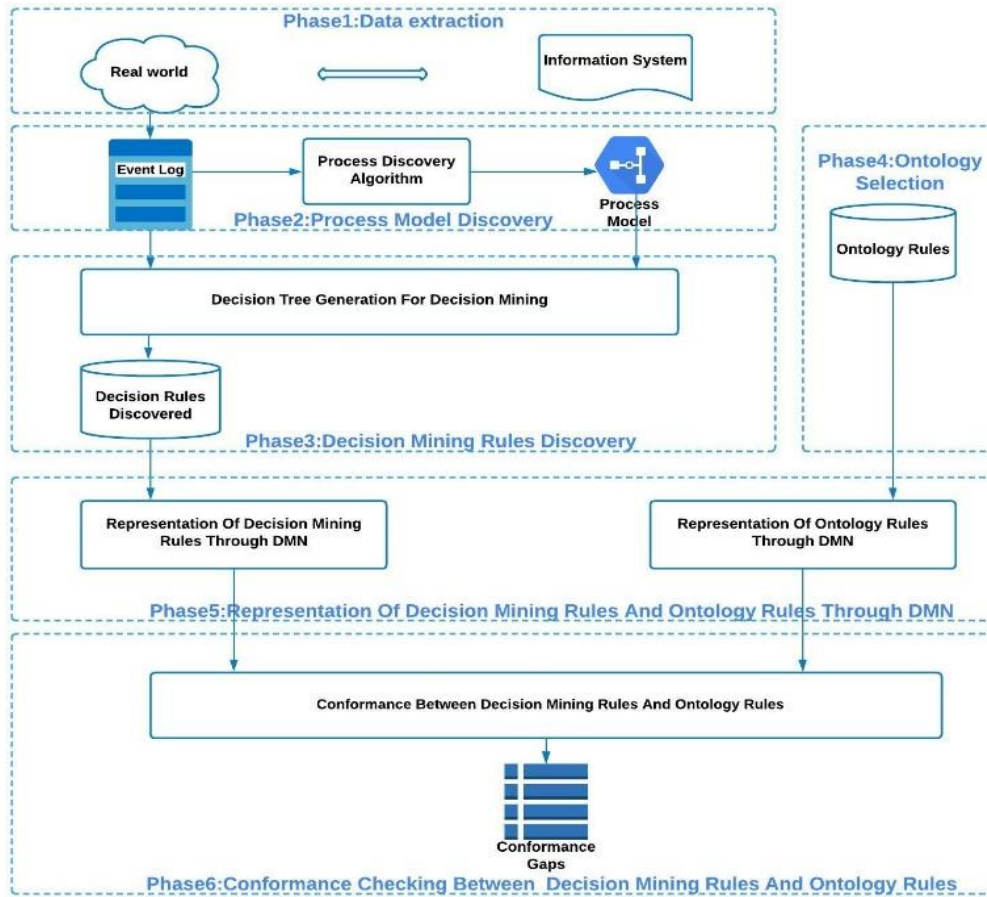 Phase1:Data extraction
Real world
Information System
Event Log
Process Discovery
Algorithm
Process
Model
Phase2:Process Model Discovery
Phase4:Ontology
Selection
Ontology Rules
Decision Tree Generation For Decision Mining
Decision Rules
Discovered
Phase3:Decision Mining Rules Discovery
Representation Of Decision Mining
Rules Through DMN
Representation Of Ontology Rules
Through DMN
Phase5:Representation Of Decision Mining Rules And Ontology Rules Through DMN
Conformance Between Decision Mining Rules And Ontology Rules
Conformance
Gaps
Phase6:Conformance Checking Between Decision Mining Rules And Ontology Rules